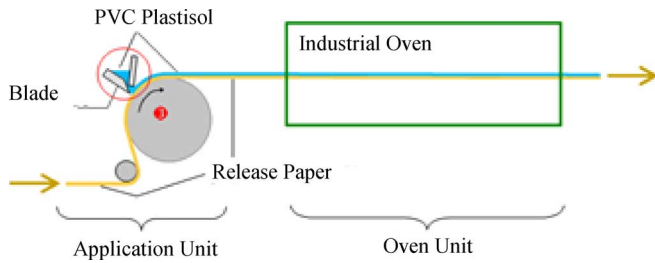 PVC Plastisol
Industrial Oven
Blade
Release Paper
Application Unit
Oven Unit